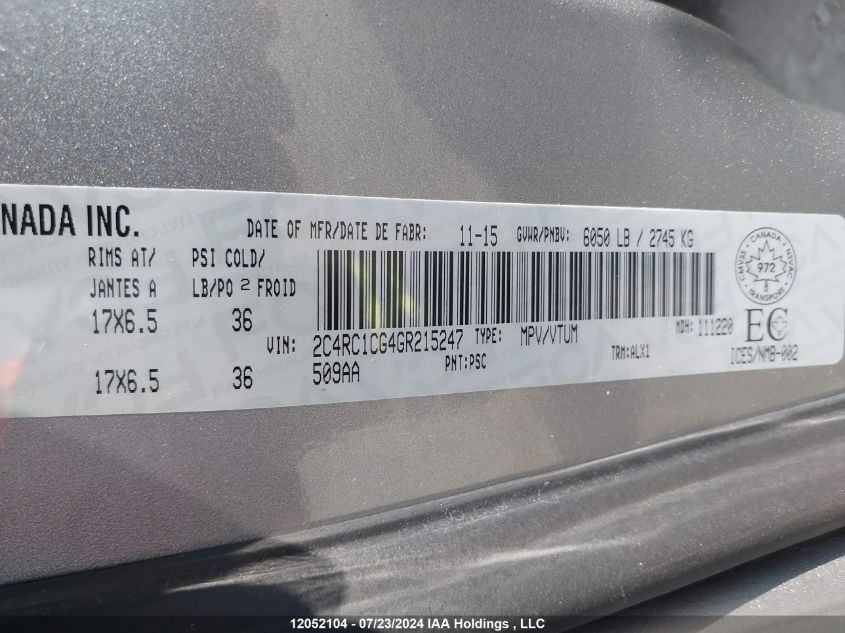 NADA INC.
DATE OF MFR/DATE DE FABR: 11-15 GVWR/PNBV: 6050 LB / 2745 KG
RIMS AT/ PSI COLD/
JANTES A LB/PO 2 FROID
17X6.5 36
VIN: 2C4RC1CG4GR215247 TYPE: MPV/VTUM MDH: 111220
17X6.5 36 509AA PNT:PSC TRM:ALX1
CMVSS · CANADA · NSVAC
972
TRANSPORT
EC
ICES/NMB-002
12052104 - 07/23/2024 IAA Holdings , LLC